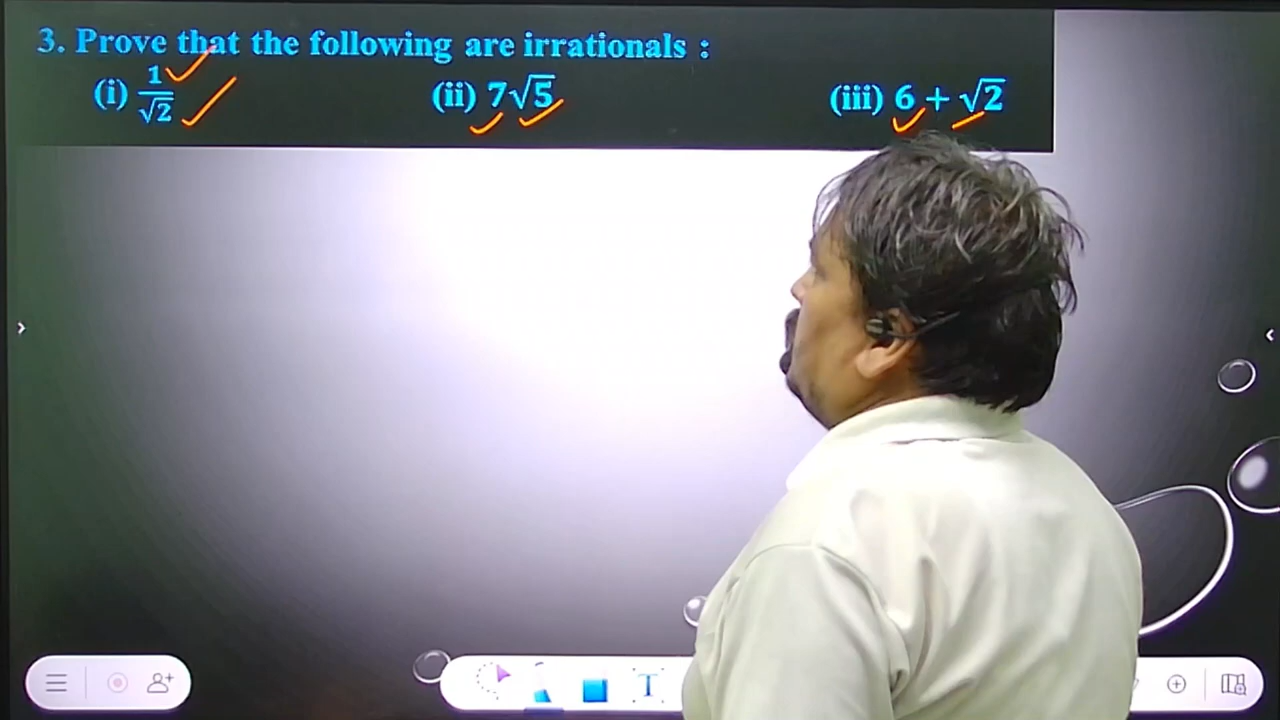 3. Prove that the following are irrationals :
(i) 1/√2 (ii) 7√5 (iii) 6 + √2
T